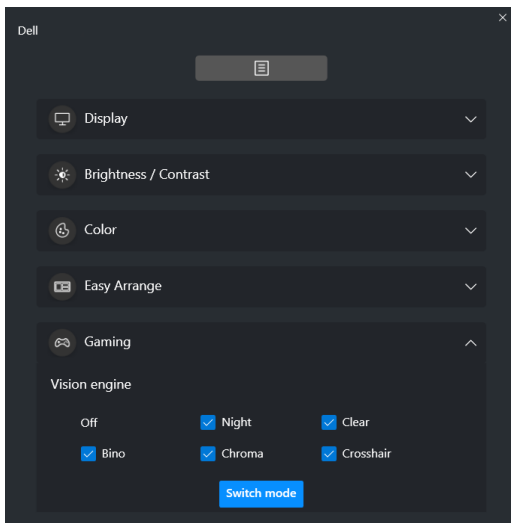 Dell
Display
Brightness / Contrast
Color
Easy Arrange
Gaming
Vision engine
Off Night Clear
Bino Chroma Crosshair
Switch mode